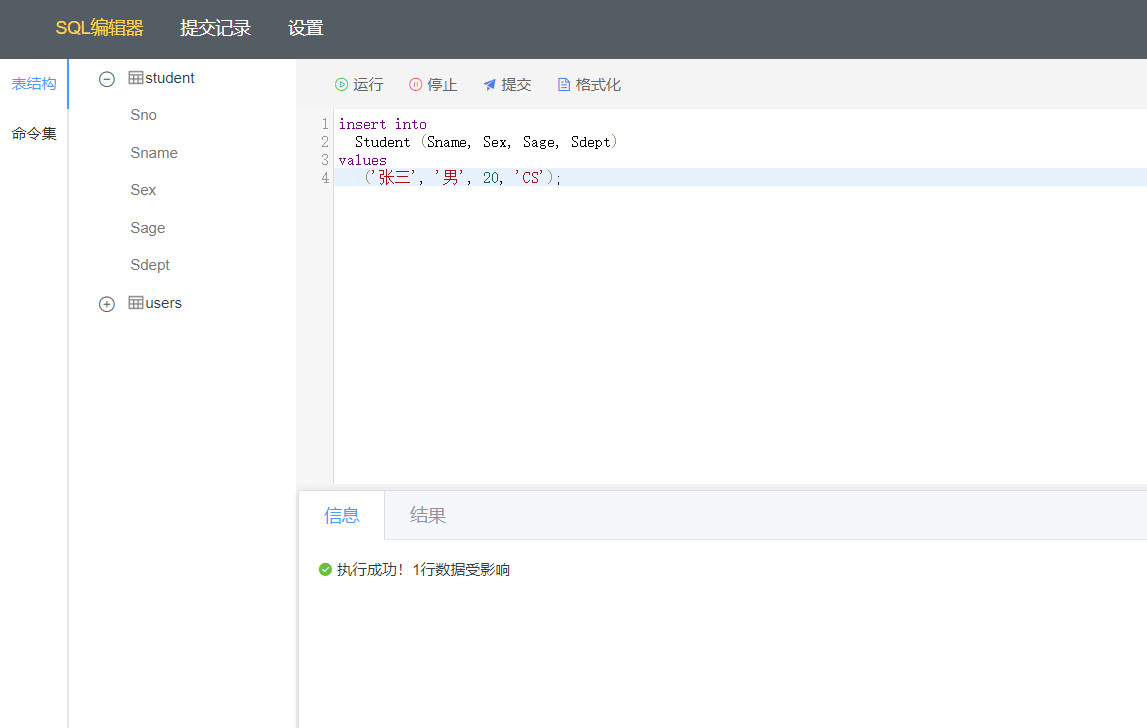 SQL编辑器 提交记录 设置
表结构
命令集
student
Sno
Sname
Sex
Sage
Sdept
users
运行 停止 提交 格式化
1 insert into
2 Student (Sname, Sex, Sage, Sdept)
3 values
4 ('张三', '男', 20, 'CS');
信息 结果
执行成功！1行数据受影响